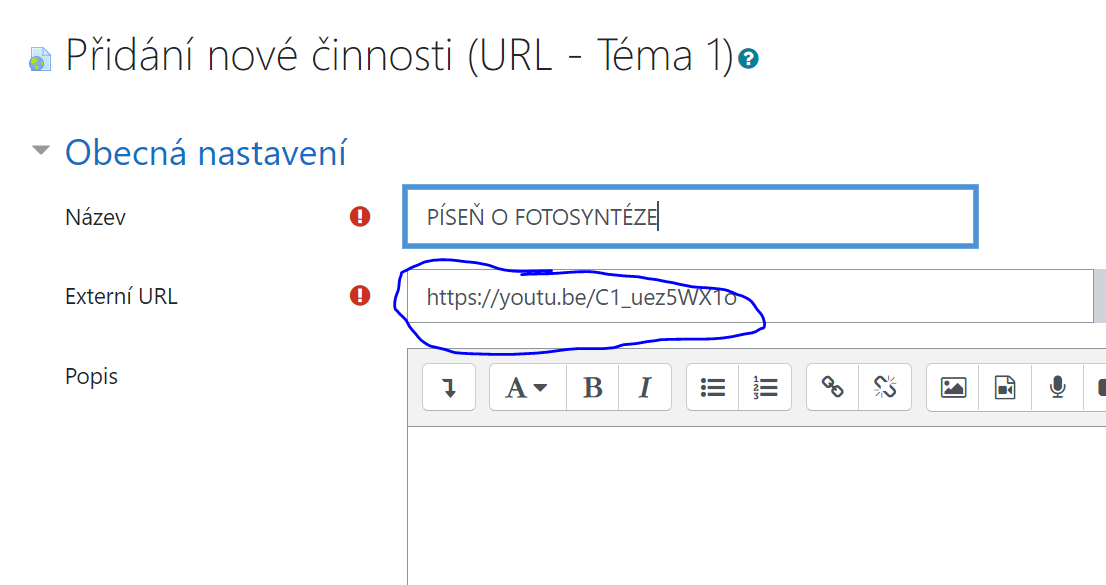 Přidání nové činnosti (URL - Téma 1)?
Obecná nastavení
Název ! PÍSEŇ O FOTOSYNTÉZE
Externí URL ! https://youtu.be/C1_uez5WX1o
Popis
A B I